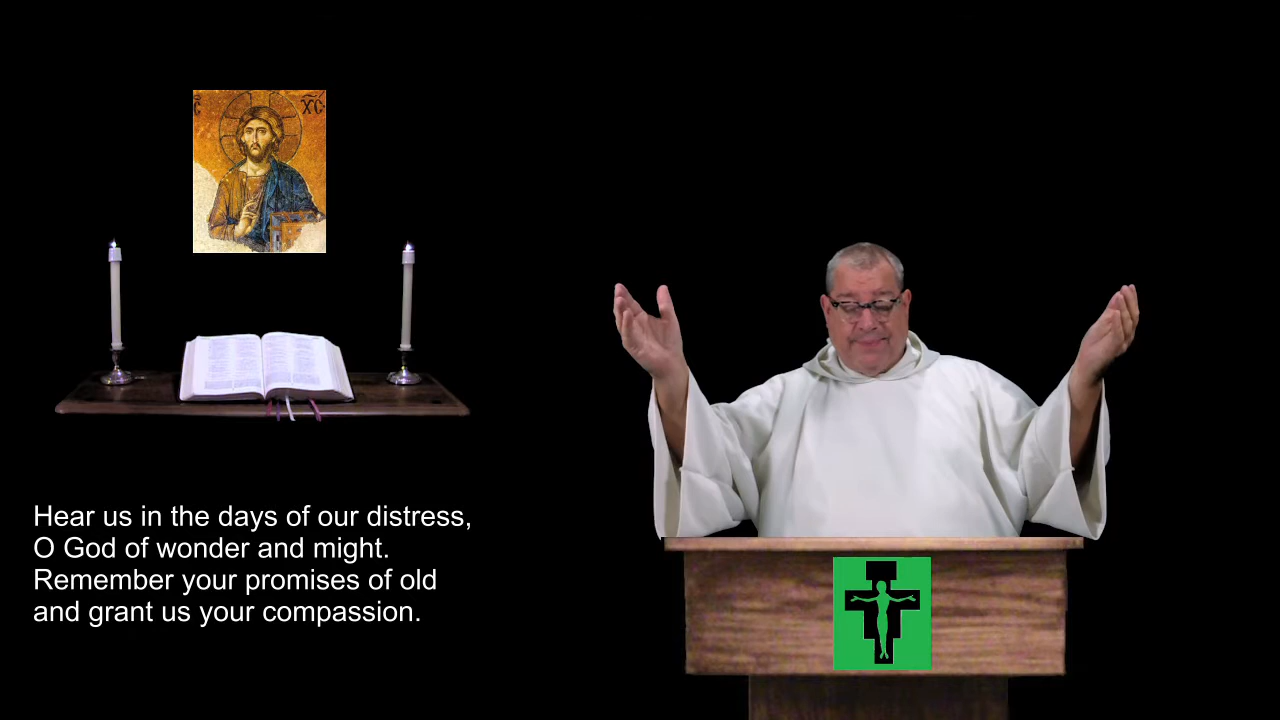 ΧC
Hear us in the days of our distress,
O God of wonder and might.
Remember your promises of old
and grant us your compassion.